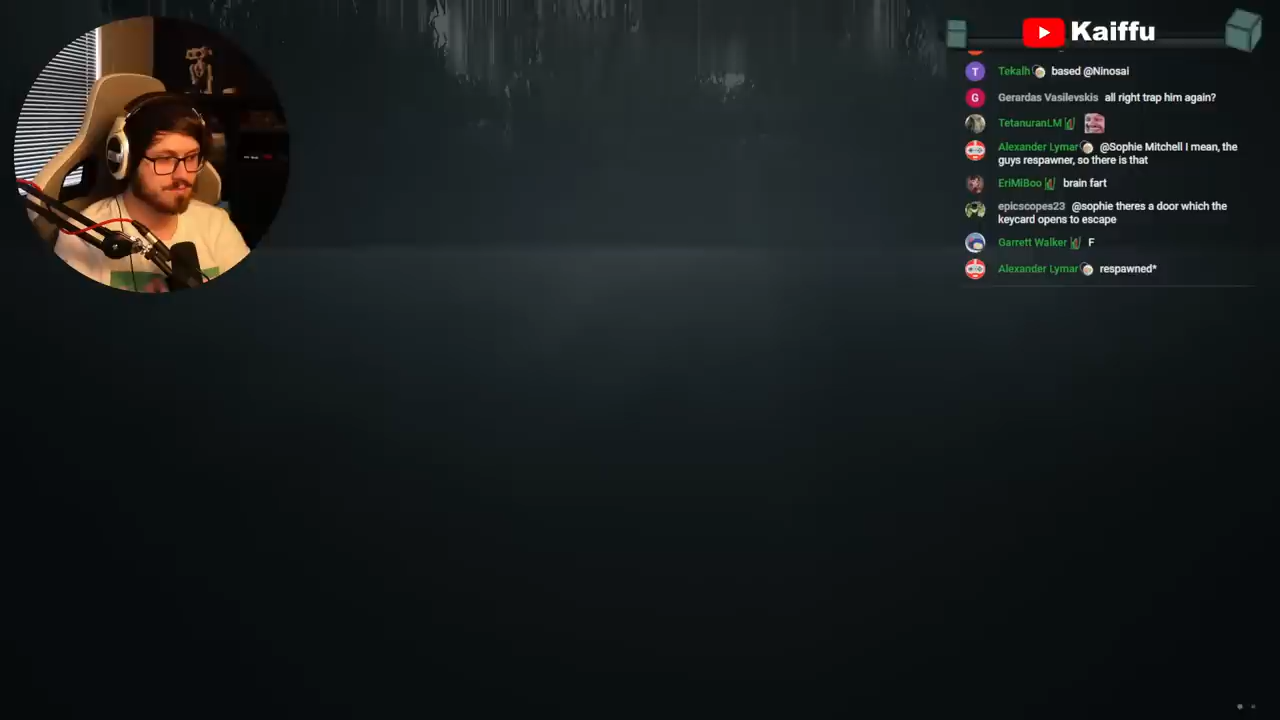 Kaiffu
Tekalh based @Ninosai
Gerardas Vasilevskis all right trap him again?
TetanuranLM
Alexander Lymar @Sophie Mitchell I mean, the
guys respawner, so there is that
EriMiBoo brain fart
epicscopes23 @sophie theres a door which the
keycard opens to escape
Garrett Walker F
Alexander Lymar respawned*